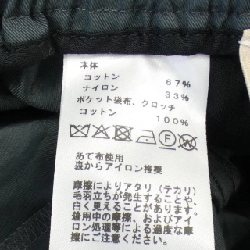 本体
コットン 67%
ナイロン 33%
ポケット袋布、クロッチ
コットン 100%
あて布使用
裏からアイロン推奨
摩擦によりアタリ(テカリ)
毛羽立ちが発生することや、
白く見えることがあります。
着用中の摩擦、およびアイ
ロン処理等による過度な摩
擦にご注意ください。